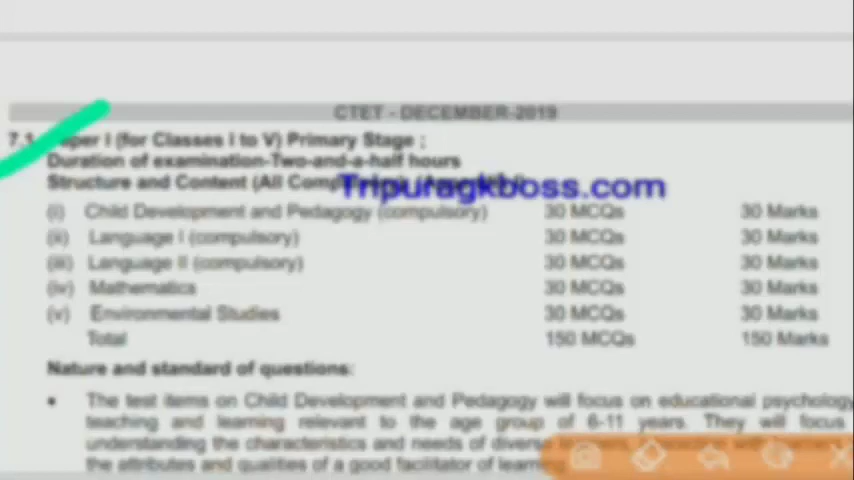 CTET - DECEMBER-2019
7.1 Paper I (for Classes I to V) Primary Stage ;
Duration of examination-Two-and-a-half hours
Structure and Content (All
Tripuragkboss.com
(i) Child Development and Pedagogy (compulsory) 30 MCQs 30 Marks
(ii) Language I (compulsory) 30 MCQs 30 Marks
(iii) Language II (compulsory) 30 MCQs 30 Marks
(iv) Mathematics 30 MCQs 30 Marks
(v) Environmental Studies 30 MCQs 30 Marks
Total 150 MCQs 150 Marks
Nature and standard of questions:
• The test items on Child Development and Pedagogy will focus on educational psychology
teaching and learning relevant to the age group of 6-11 years. They will focus
understanding the characteristics and needs of diverse
the attributes and qualities of a good facilitator of learning